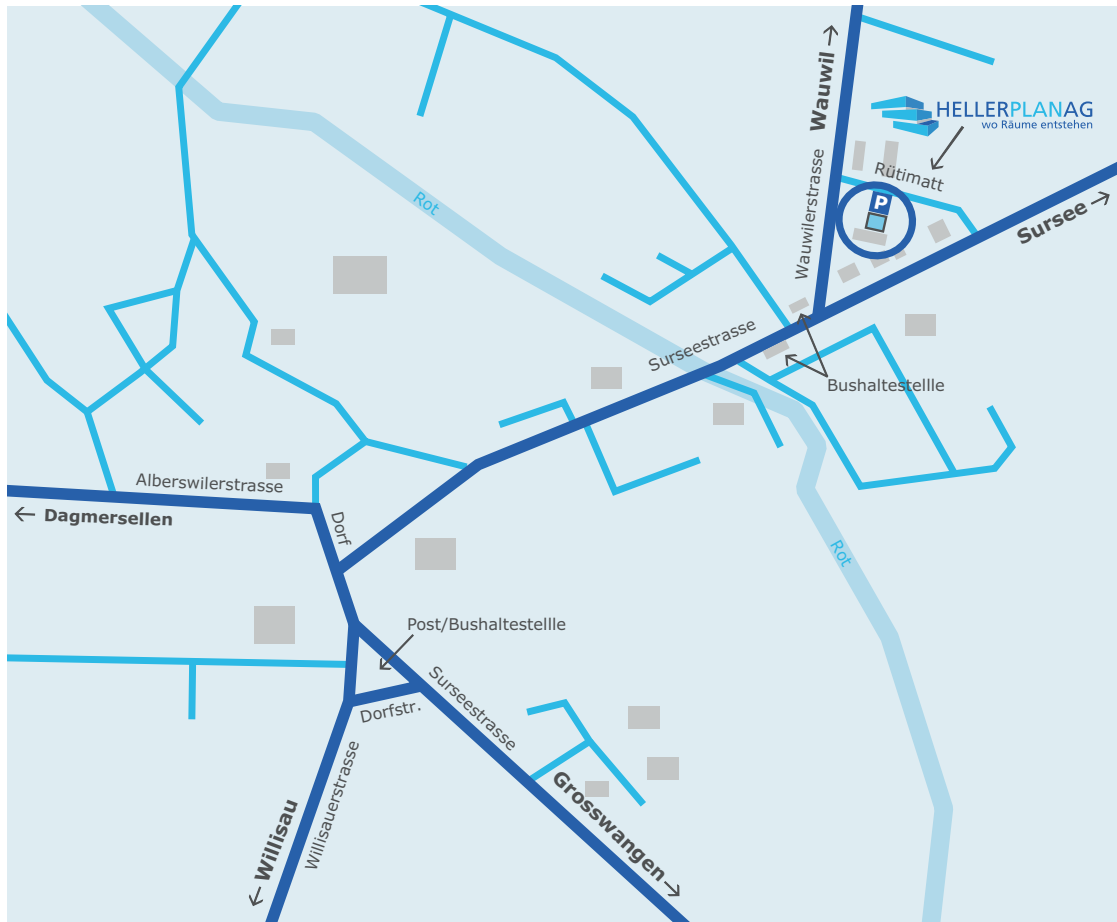 Wauwil
HELLERPLANAG
wo Räume entstehen
Rütimatt
P
Wauwilerstrasse
Sursee
Rot
Surseestrasse
Bushaltestellle
Alberswilerstrasse
Dagmersellen
Dorf
Rot
Post/Bushaltestellle
Surseestrasse
Dorfstr.
Willisauerstrasse
Willisau
Grosswangen